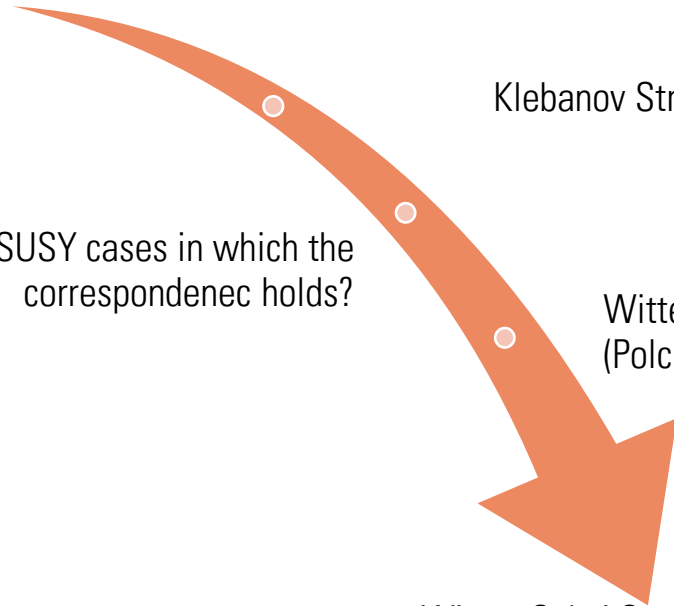 Klebanov Str
SUSY cases in which the
correspondenec holds?
Witte
(Polc